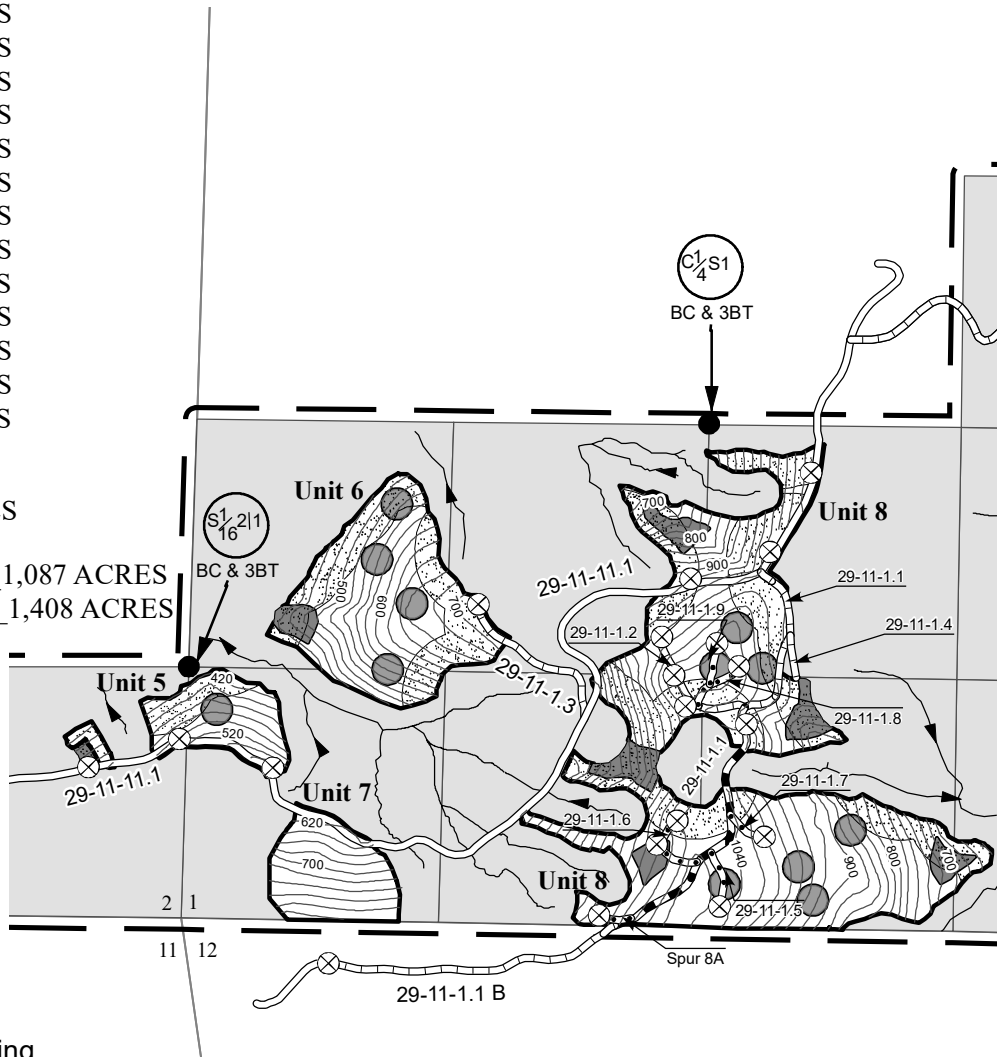 S
S
S
S
S
S
S
S
S
S
S
S
S
S
1,087 ACRES
_1,408 ACRES
C1/4S1
BC & 3BT
S1/16 2|1
BC & 3BT
Unit 6
500
600
700
Unit 8
700
800
900
29-11-11.1
29-11-1.1
29-11-1.9
29-11-1.2
29-11-1.4
29-11-1.3
29-11-1.8
Unit 5
420
520
29-11-11.1
29-11-1.1
29-11-1.7
Unit 7
620
700
29-11-1.6
1040
900
800
700
Unit 8
29-11-1.5
2 1
11 12
Spur 8A
29-11-1.1 B
ing